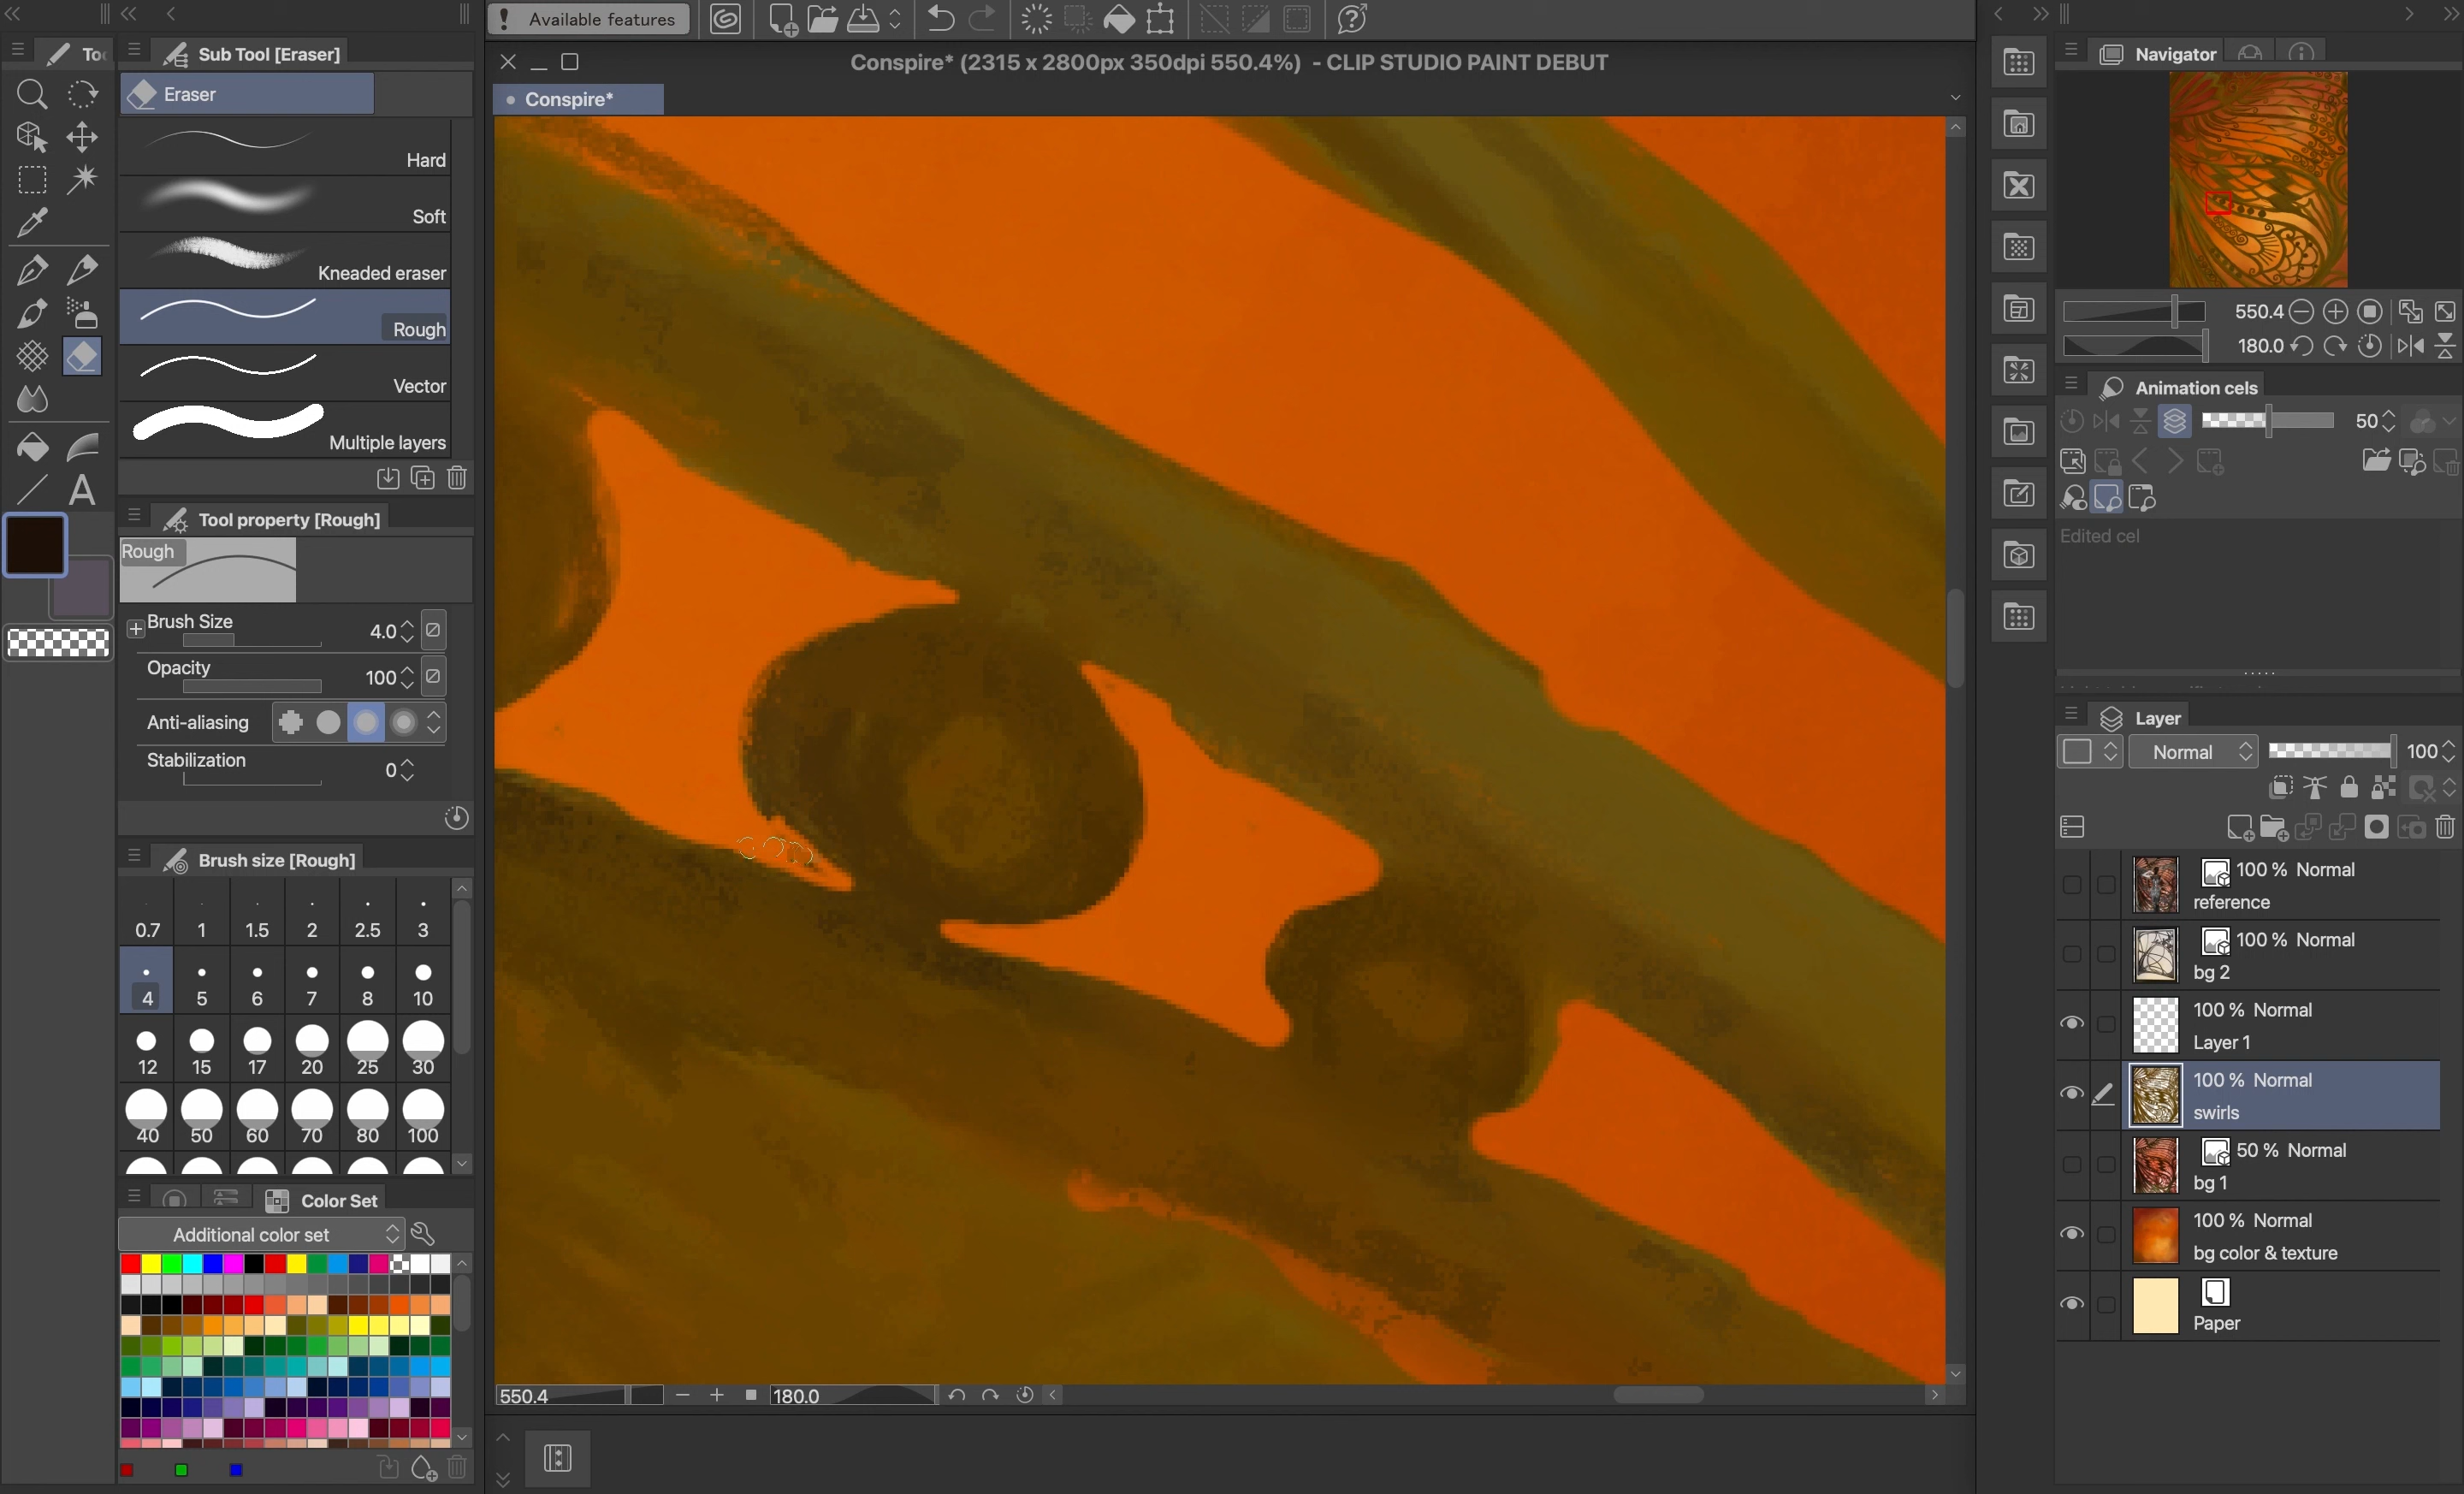 Available features
Too
Sub Tool [Eraser]
Conspire* (2315 x 2800px 350dpi 550.4%) - CLIP STUDIO PAINT DEBUT
Navigator
Eraser
Conspire*
Hard
Soft
Kneaded eraser
Rough
Vector
Multiple layers
A
Tool property [Rough]
Rough
Brush Size
4.0
Opacity
100
Anti-aliasing
Stabilization
0
Brush size [Rough]
0.7 1 1.5 2 2.5 3
4 5 6 7 8 10
12 15 17 20 25 30
40 50 60 70 80 100
Color Set
Additional color set
550.4
180.0
550.4
180.0
Animation cels
50
Edited cel
Layer
Normal
100
100 % Normal
reference
100 % Normal
bg 2
100 % Normal
Layer 1
100 % Normal
swirls
50 % Normal
bg 1
100 % Normal
bg color & texture
Paper